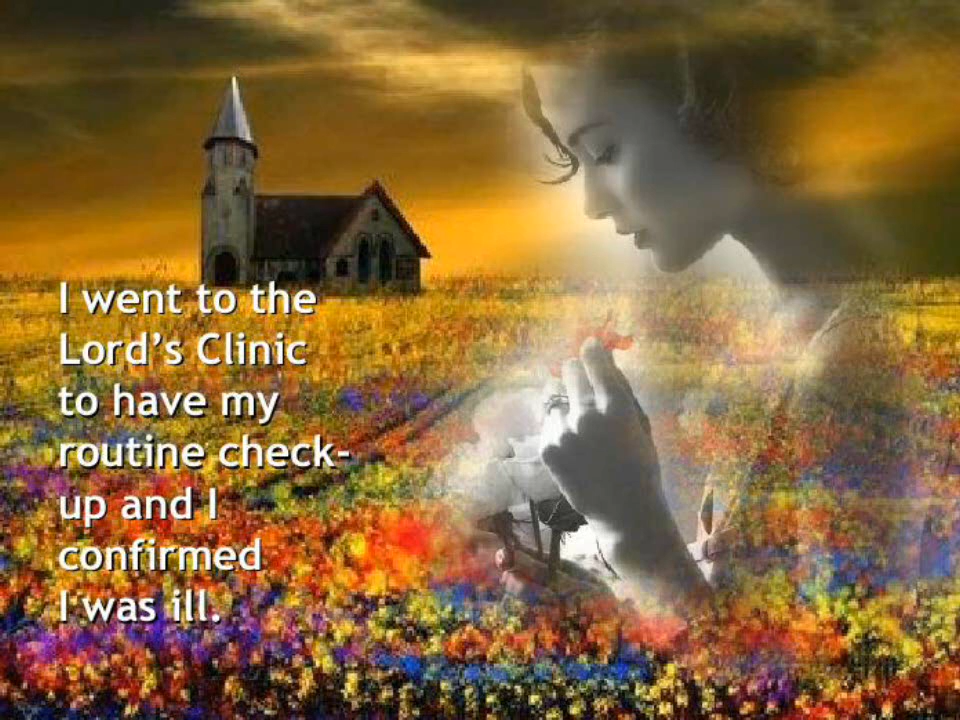 I went to the
Lord's Clinic
to have my
routine check-
up and I
confirmed
I was ill.